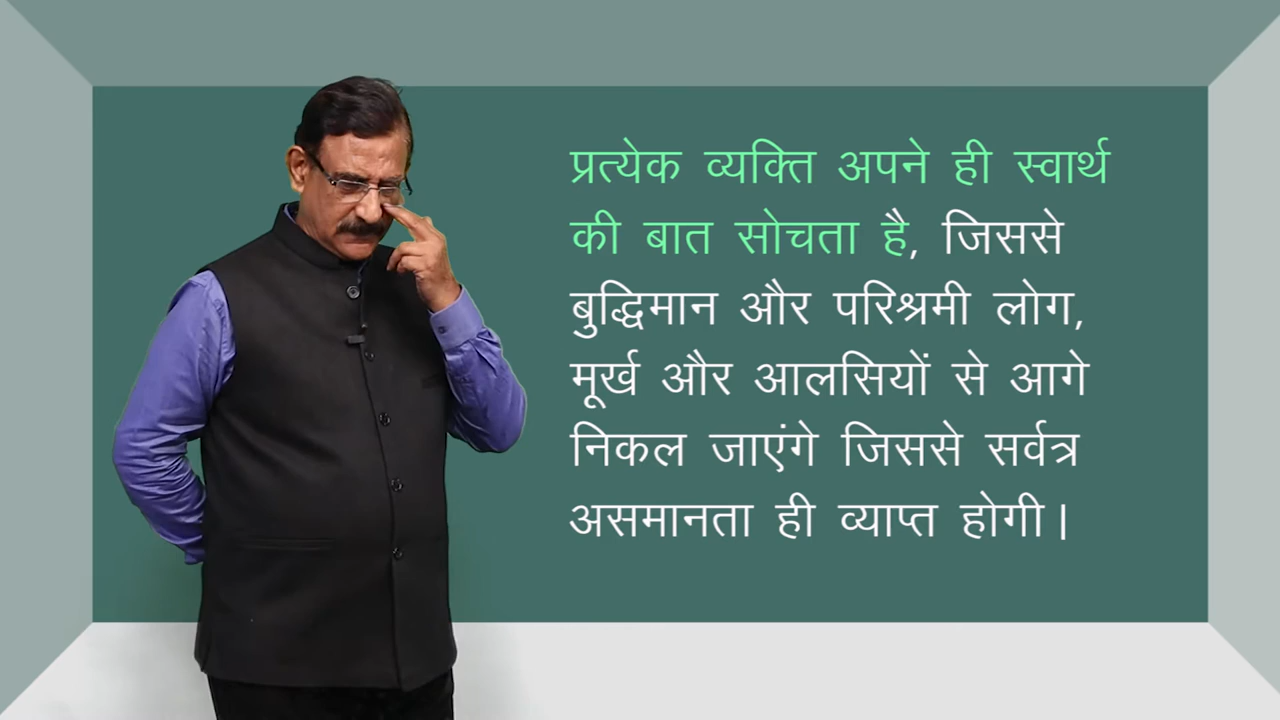 प्रत्येक व्यक्ति अपने ही स्वार्थ
की बात सोचता है, जिससे
बुद्धिमान और परिश्रमी लोग,
मूर्ख और आलसियों से आगे
निकल जाएंगे जिससे सर्वत्र
असमानता ही व्याप्त होगी।